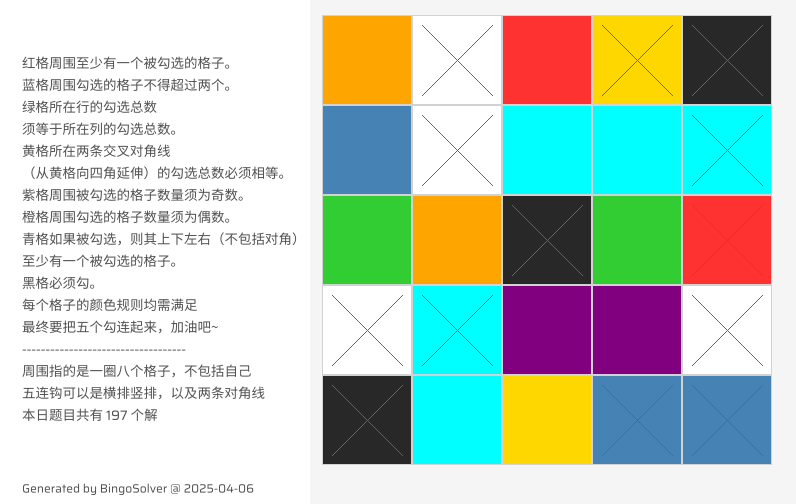 红格周围至少有一个被勾选的格子。
蓝格周围勾选的格子不得超过两个。
绿格所在行的勾选总数
须等于所在列的勾选总数。
黄格所在两条交叉对角线
（从黄格向四角延伸）的勾选总数必须相等。
紫格周围被勾选的格子数量须为奇数。
橙格周围勾选的格子数量须为偶数。
青格如果被勾选，则其上下左右（不包括对角）
至少有一个被勾选的格子。
黑格必须勾。
每个格子的颜色规则均需满足
最终要把五个勾连起来，加油吧~
-----------------------------------
周围指的是一圈八个格子，不包括自己
五连钩可以是横排竖排，以及两条对角线
本日题目共有 197 个解
Generated by BingoSolver @ 2025-04-06